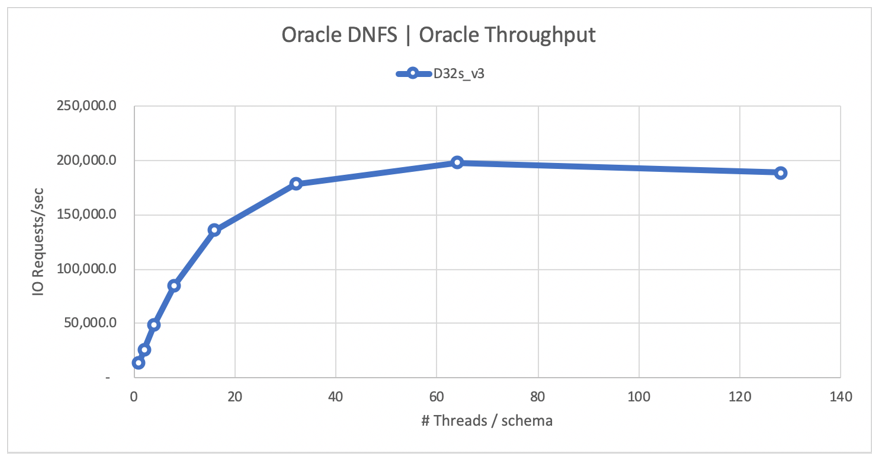 Oracle DNFS | Oracle Throughput
D32s_v3
250,000.0
200,000.0
150,000.0
100,000.0
50,000.0
-
IO Requests/sec
0 20 40 60 80 100 120 140
# Threads / schema